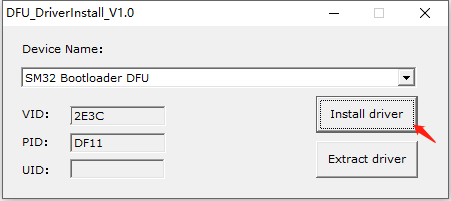 DFU_DriverInstall_V1.0
Device Name:
SM32 Bootloader DFU
VID: 2E3C
Install driver
PID: DF11
UID:
Extract driver